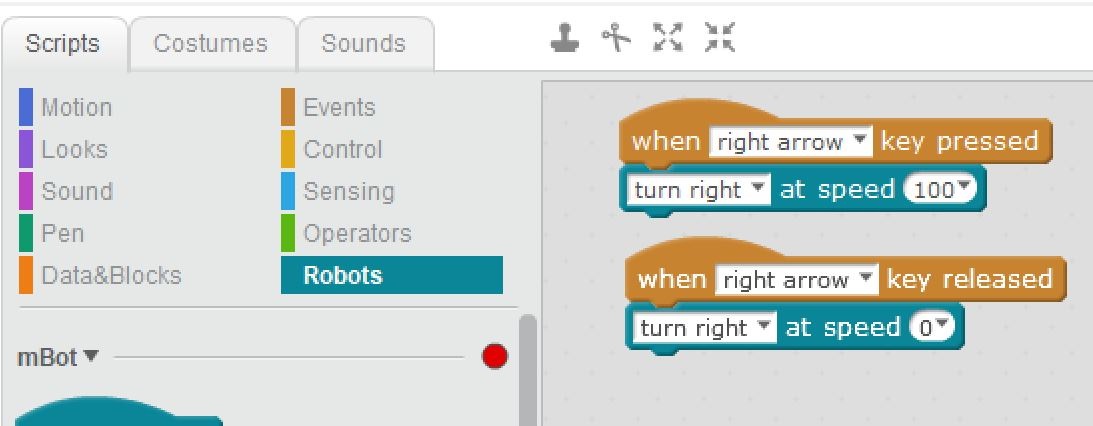 Scripts Costumes Sounds
Motion Events
Looks Control
Sound Sensing
Pen Operators
Data&Blocks Robots
mBot
when right arrow key pressed
turn right at speed 100
when right arrow key released
turn right at speed 0